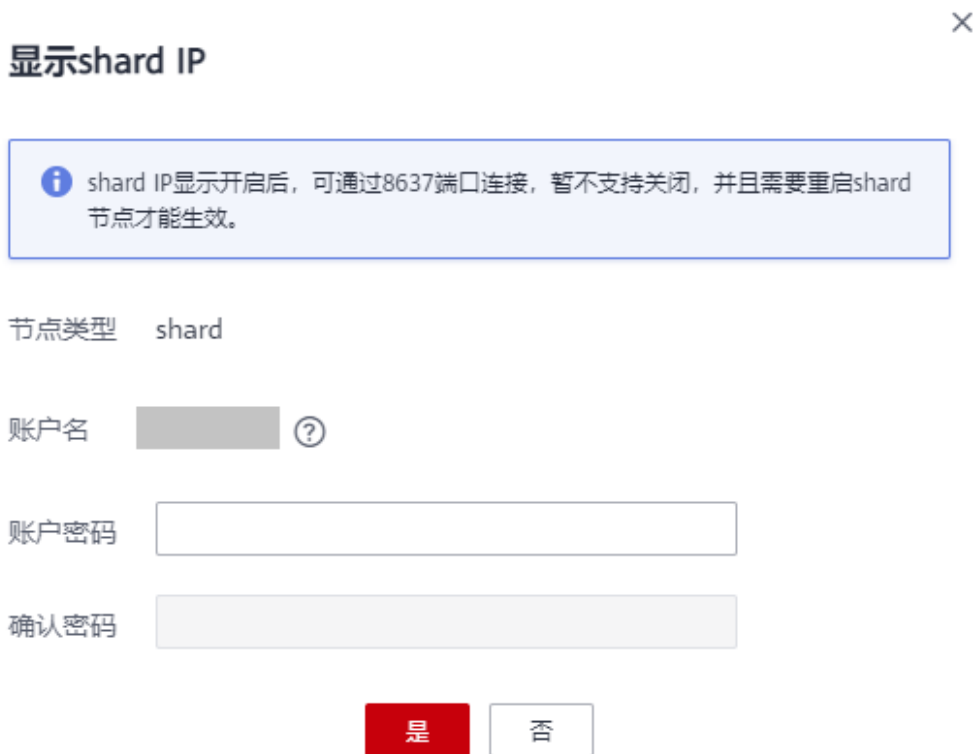 显示shard IP
shard IP显示开启后，可通过8637端口连接，暂不支持关闭，并且需要重启shard
节点才能生效。
节点类型 shard
账户名
账户密码
确认密码
是 否